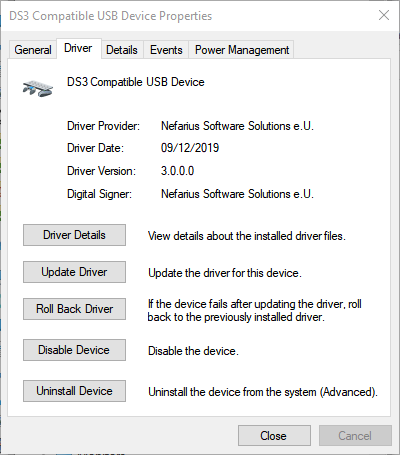 DS3 Compatible USB Device Properties
General Driver Details Events Power Management
DS3 Compatible USB Device
Driver Provider: Nefarius Software Solutions e.U.
Driver Date: 09/12/2019
Driver Version: 3.0.0.0
Digital Signer: Nefarius Software Solutions e.U.
Driver Details View details about the installed driver files.
Update Driver Update the driver for this device.
Roll Back Driver If the device fails after updating the driver, roll
back to the previously installed driver.
Disable Device Disable the device.
Uninstall Device Uninstall the device from the system (Advanced).
Close Cancel